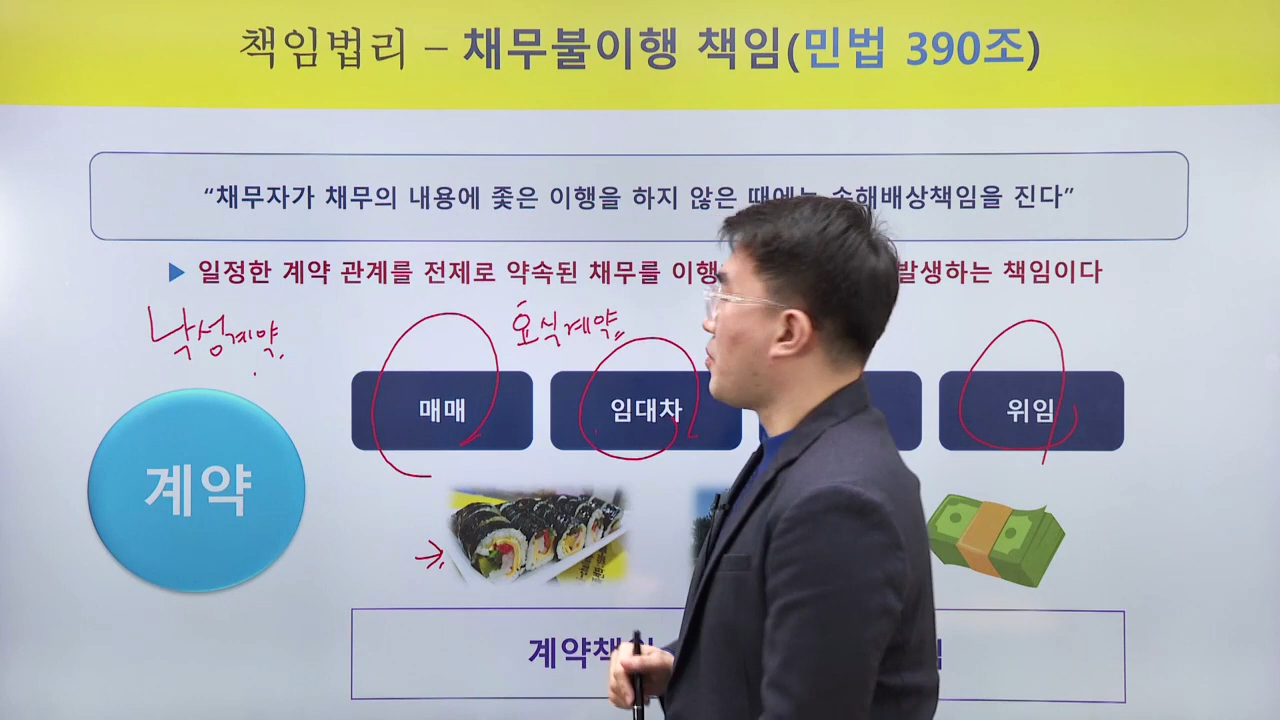 책임법리 – 채무불이행 책임(민법 390조)
“채무자가 채무의 내용에 좇은 이행을 하지 않은 때에는 손해배상책임을 진다”
▶ 일정한 계약 관계를 전제로 약속된 채무를 이행 발생하는 책임이다
낙성계약
요식계약
매매
임대차
위임
계약
계약책